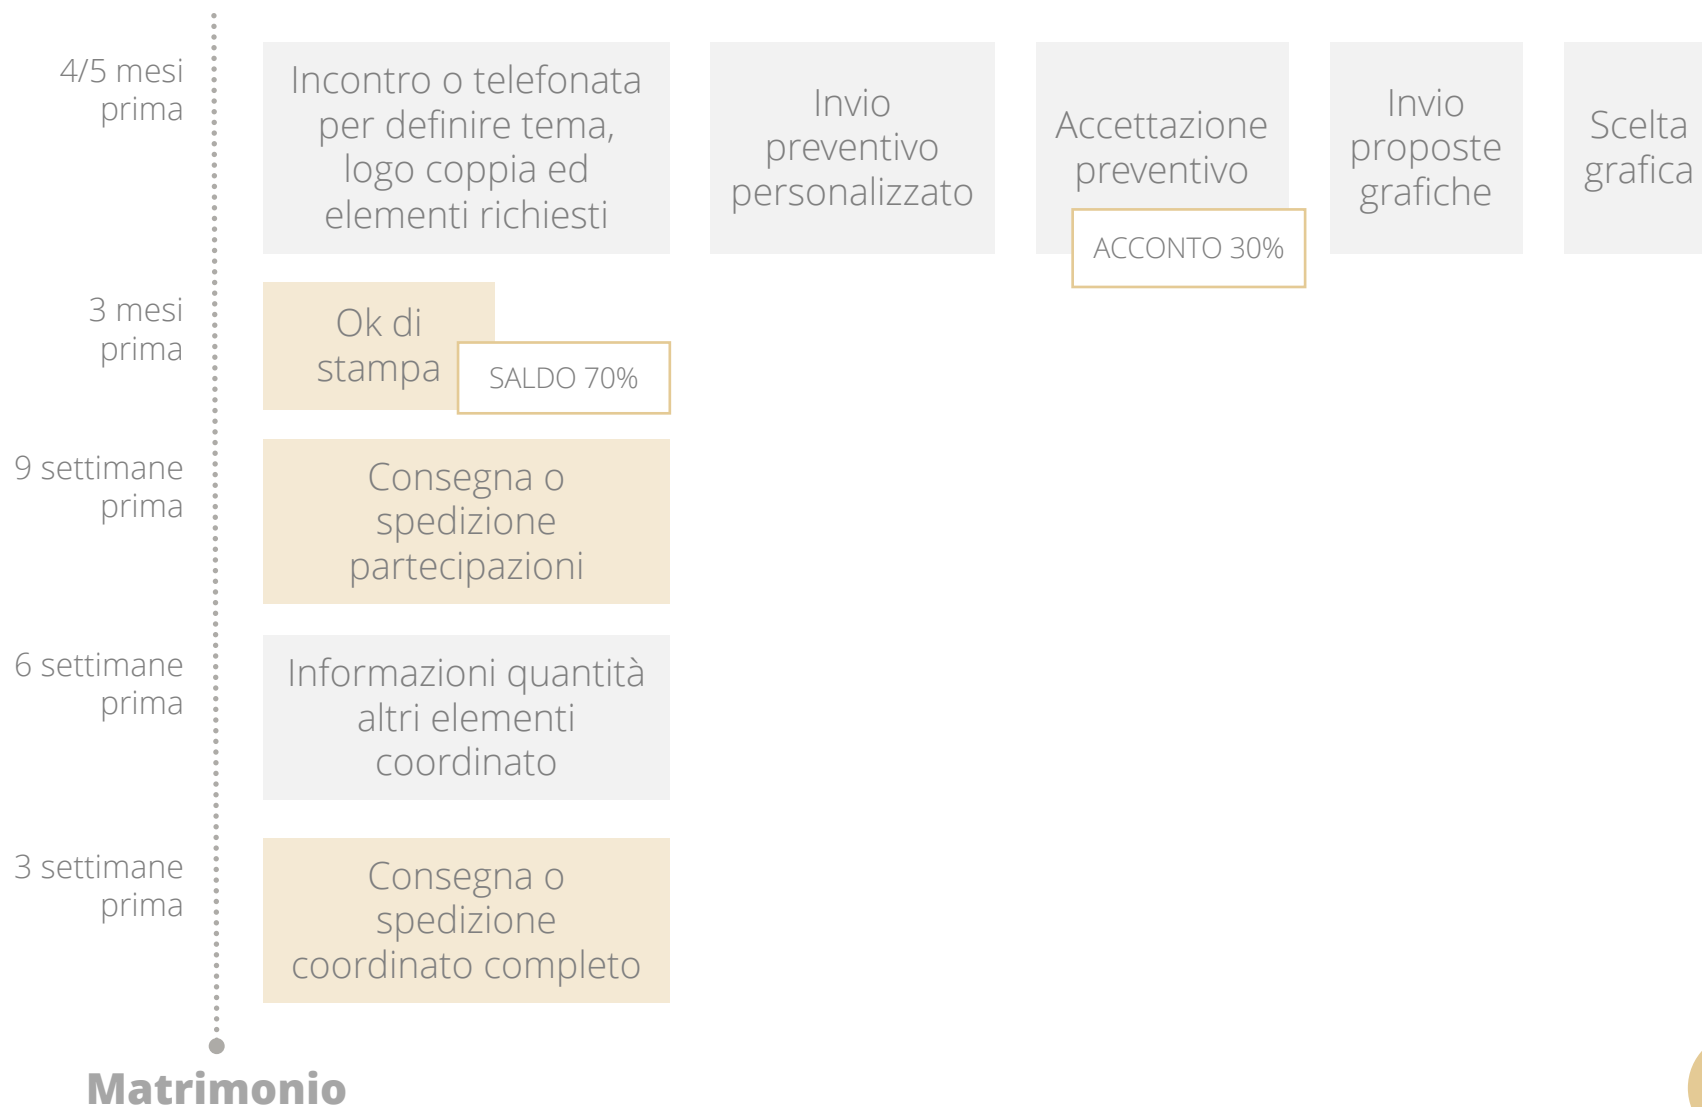 4/5 mesi
prima
Incontro o telefonata
per definire tema,
logo coppia ed
elementi richiesti
Invio
preventivo
personalizzato
Accettazione
preventivo
ACCONTO 30%
Invio
proposte
grafiche
Scelta
grafica
3 mesi
prima
Ok di
stampa
SALDO 70%
9 settimane
prima
Consegna o
spedizione
partecipazioni
6 settimane
prima
Informazioni quantità
altri elementi
coordinato
3 settimane
prima
Consegna o
spedizione
coordinato completo
Matrimonio